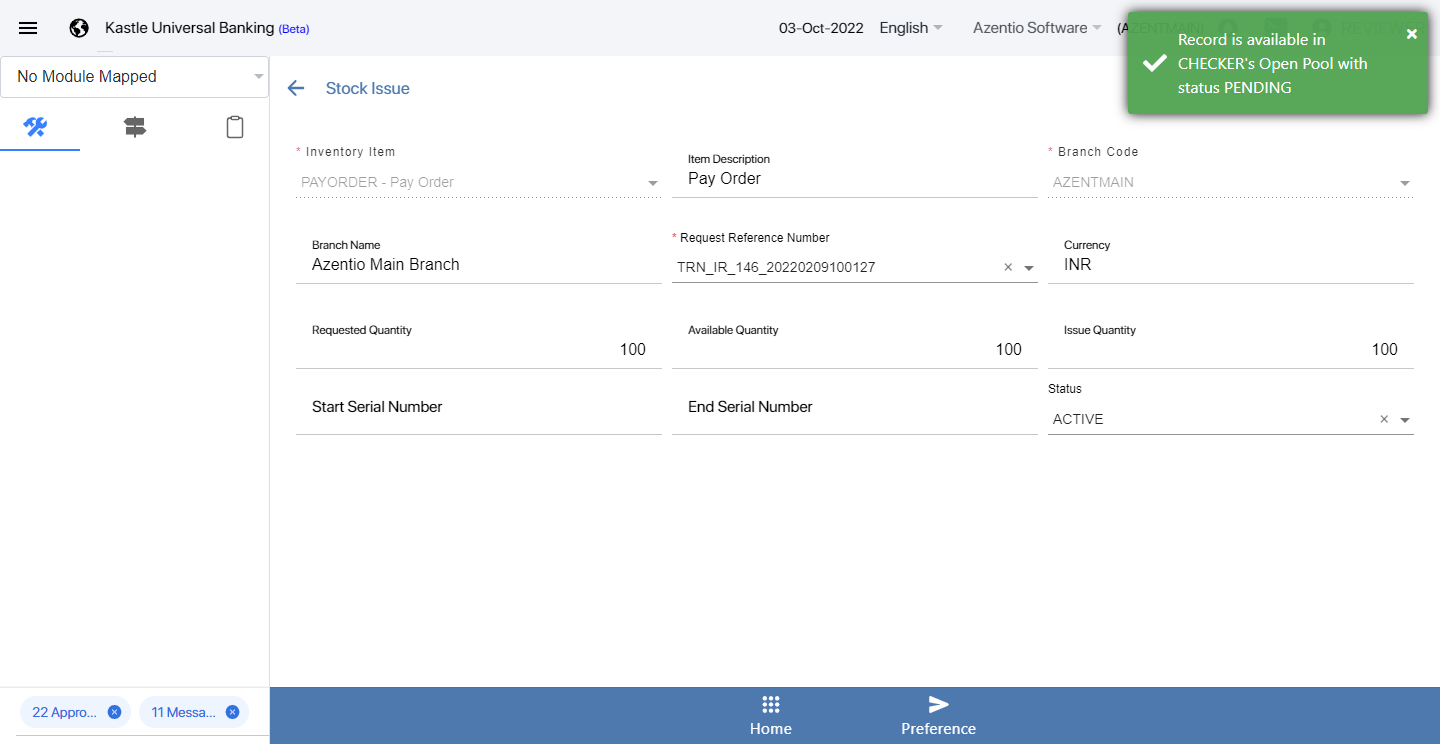 Kastle Universal Banking (Beta)
03-Oct-2022
English
Azentio Software
(AZENTMAIN)
REVIEWER
Record is available in
CHECKER's Open Pool with
status PENDING
No Module Mapped
Stock Issue
* Inventory Item
PAYORDER - Pay Order
Item Description
Pay Order
* Branch Code
AZENTMAIN
Branch Name
Azentio Main Branch
* Request Reference Number
TRN_IR_146_20220209100127
Currency
INR
Requested Quantity
100
Available Quantity
100
Issue Quantity
100
Start Serial Number
End Serial Number
Status
ACTIVE
22 Appro...
11 Messa...
Home
Preference